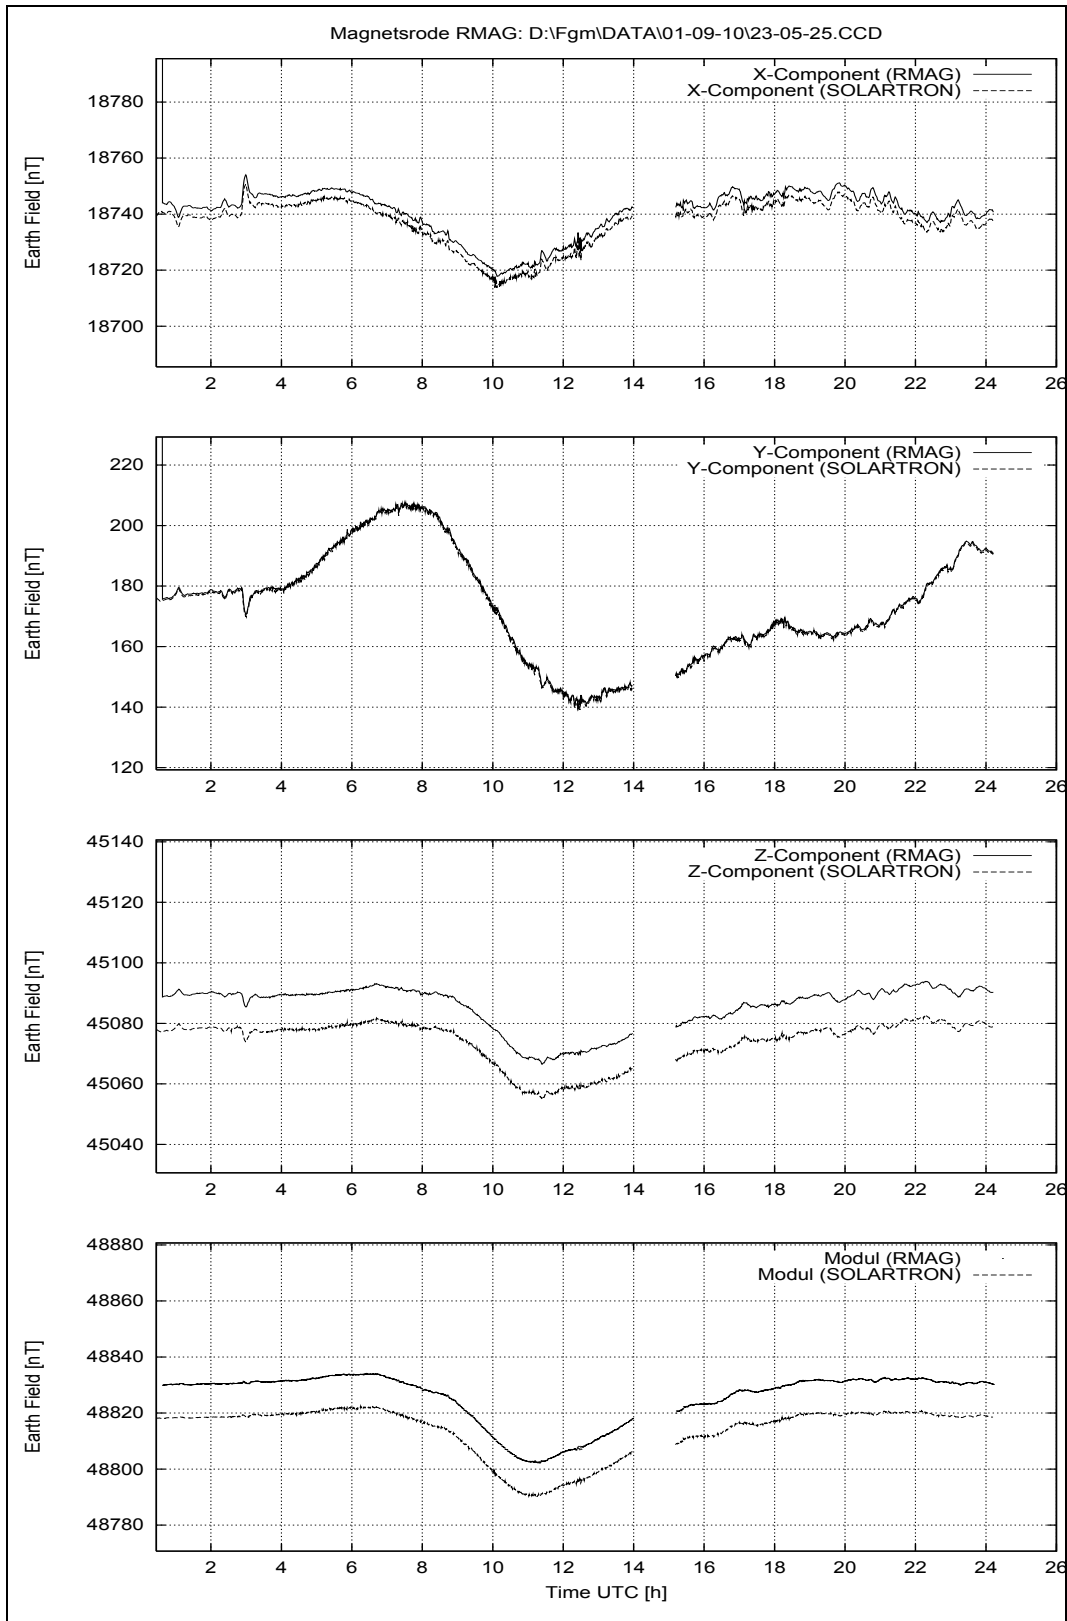 Magnetsrode RMAG: D:\Fgm\DATA\01-09-10\23-05-25.CCD
X-Component (RMAG)
X-Component (SOLARTRON)
18780
18760
18740
18720
18700
Earth Field [nT]
2 4 6 8 10 12 14 16 18 20 22 24 26
Y-Component (RMAG)
Y-Component (SOLARTRON)
220
200
180
160
140
120
Earth Field [nT]
2 4 6 8 10 12 14 16 18 20 22 24 26
Z-Component (RMAG)
Z-Component (SOLARTRON)
45140
45120
45100
45080
45060
45040
Earth Field [nT]
2 4 6 8 10 12 14 16 18 20 22 24 26
Modul (RMAG)
Modul (SOLARTRON)
48880
48860
48840
48820
48800
48780
Earth Field [nT]
2 4 6 8 10 12 14 16 18 20 22 24 26
Time UTC [h]